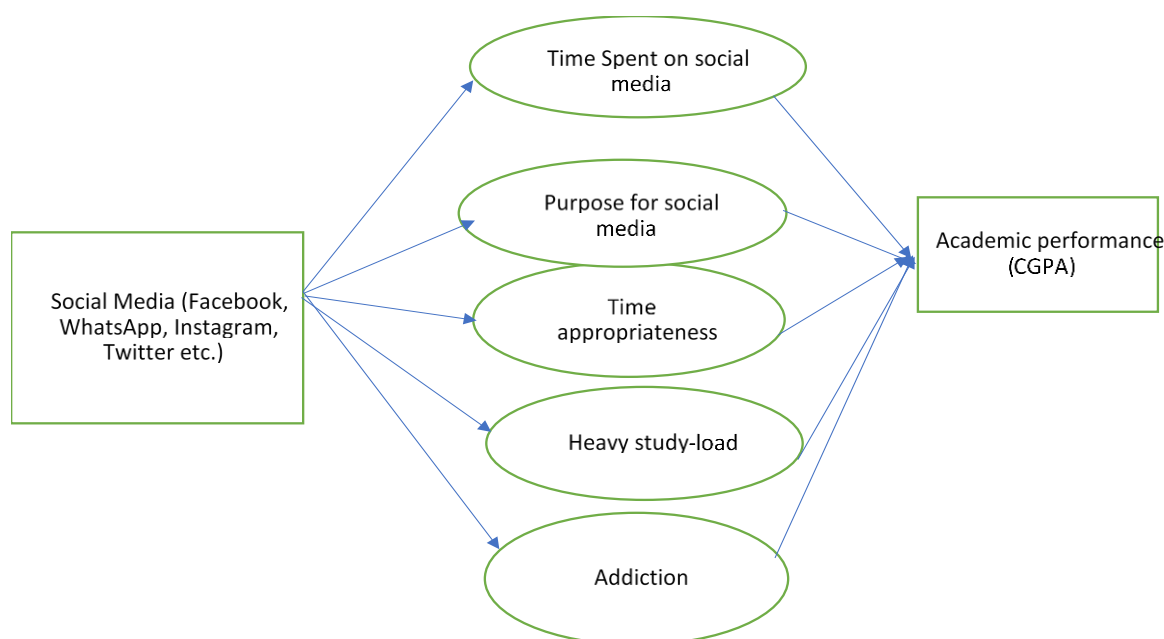 Time Spent on social
media
Purpose for social
media
Academic performance
(CGPA)
Social Media (Facebook,
WhatsApp, Instagram,
Twitter etc.)
Time
appropriateness
Heavy study-load
Addiction